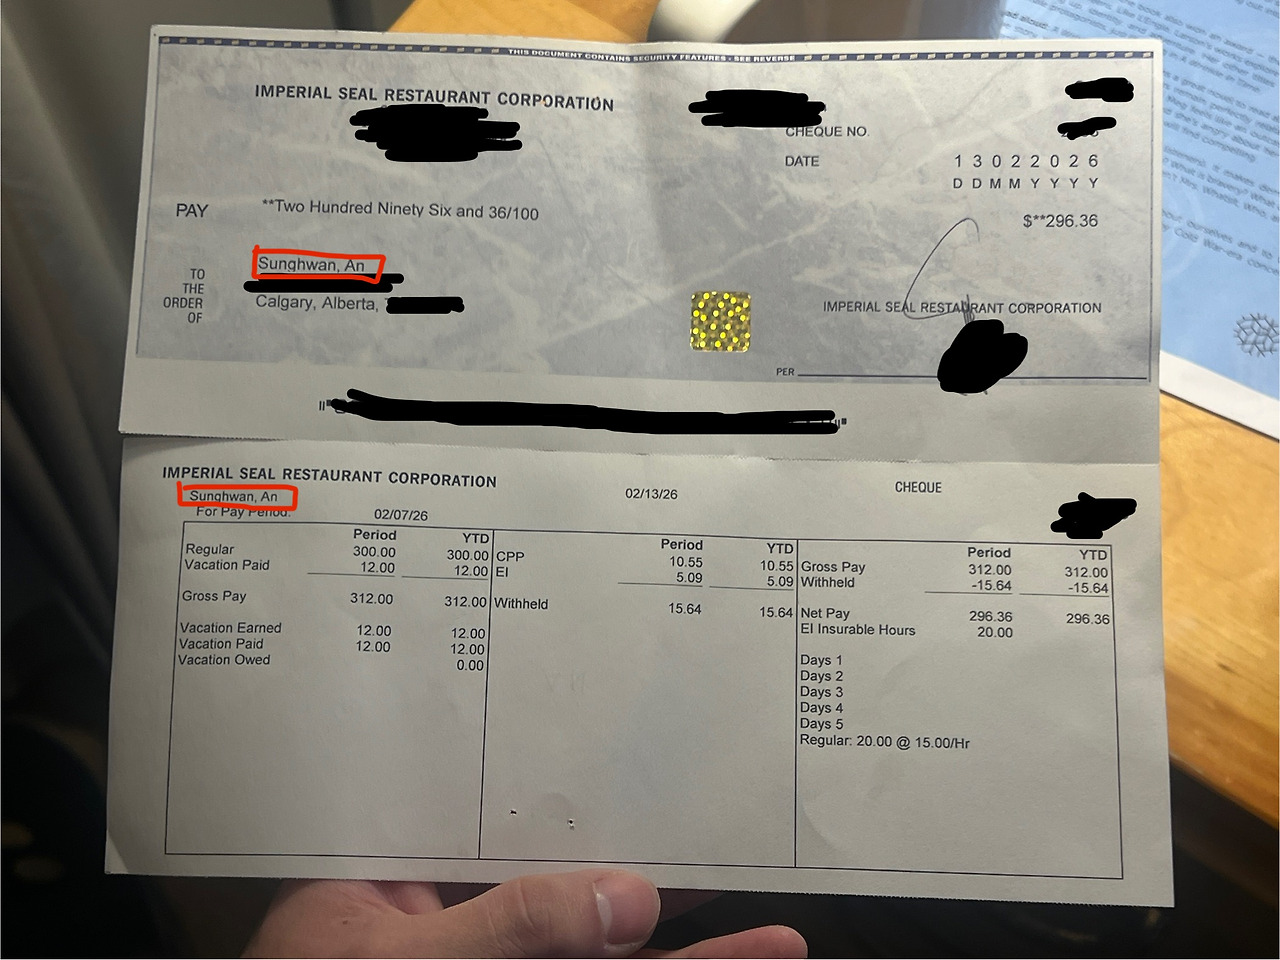 THIS DOCUMENT CONTAINS SECURITY FEATURES - SEE REVERSE
IMPERIAL SEAL RESTAURANT CORPORATION
CHEQUE NO.
DATE 1 3 0 2 2 0 2 6
D D M M Y Y Y Y
PAY **Two Hundred Ninety Six and 36/100 $**296.36
TO THE ORDER OF
Sunghwan, An
Calgary, Alberta,
IMPERIAL SEAL RESTAURANT CORPORATION
PER
IMPERIAL SEAL RESTAURANT CORPORATION
Sunghwan, An 02/13/26 CHEQUE
For Pay Period: 02/07/26
Period YTD
Regular 300.00 300.00
Vacation Paid 12.00 12.00
Gross Pay 312.00 312.00
Vacation Earned 12.00 12.00
Vacation Paid 12.00 12.00
Vacation Owed 0.00
Period YTD
CPP 10.55 10.55
EI 5.09 5.09
Withheld 15.64 15.64
Period YTD
Gross Pay 312.00 312.00
Withheld -15.64 -15.64
Net Pay 296.36 296.36
EI Insurable Hours 20.00
Days 1
Days 2
Days 3
Days 4
Days 5
Regular: 20.00 @ 15.00/Hr